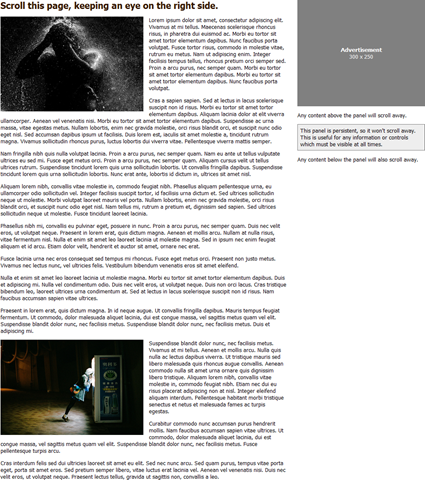 Scroll this page, keeping an eye on the right side.
Lorem ipsum dolor sit amet, consectetur adipiscing elit.
Vivamus at mi tellus. Maecenas scelerisque rhoncus
risus, in pharetra dui euismod ac. Morbi eu tortor sit
amet tortor elementum dapibus. Nunc faucibus porta
volutpat. Fusce tortor risus, commodo in molestie vitae,
rutrum eu metus. Nam ut adipiscing enim. Integer
facilisis tempus tellus, rhoncus pretium orci semper sed.
Proin a arcu purus, nec semper quam. Morbi eu tortor
sit amet tortor elementum dapibus. Morbi eu tortor
sit amet tortor elementum dapibus. Nunc faucibus porta
volutpat.
Cras a sapien sapien. Sed at lectus in lacus scelerisque
suscipit non id risus. Morbi eu tortor sit amet tortor
elementum dapibus. Aliquam lacinia dolor at elit viverra
ullamcorper. Aenean vel venenatis nisi. Morbi eu tortor sit amet tortor elementum dapibus. Suspendisse ac urna
massa, vitae egestas metus. Nullam lobortis, enim nec gravida molestie, orci risus blandit orci, et suscipit nunc odio
eget nisl. Sed accumsan dapibus ipsum ut facilisis. Duis lorem est, iaculis sit amet molestie a, tincidunt rutrum
magna. Vivamus sollicitudin rhoncus purus, luctus lobortis dui viverra vitae. Pellentesque viverra mattis semper.
Nam fringilla nibh quis nulla volutpat lacinia. Proin a arcu purus, nec semper quam. Nam eu ante ut tellus vulputate
ultrices eu sed mi. Fusce eget metus orci. Proin a arcu purus, nec semper quam. Aliquam cursus velit ut tellus
ultrices rutrum. Quisque porttitor lorem quis urna sollicitudin lobortis. Ut convallis fringilla dapibus. Suspendisse
tincidunt lorem quis urna sollicitudin lobortis. Nunc erat ante, lobortis id dictum in, ultrices sit amet nisl.
Aliquam lorem nibh, convallis vitae molestie in, commodo feugiat nibh. Phasellus aliquam pellentesque urna, eu
ullamcorper odio sollicitudin vel. Integer facilisis suscipit tortor, id facilisis urna dictum et. Sed ultrices sollicitudin
neque ut molestie. Morbi volutpat laoreet mauris vel porta. Nullam lobortis, enim nec gravida molestie, orci risus
blandit orci, et suscipit nunc odio eget nisl. Nam tellus mi, rutrum a pretium et, dignissim sed sapien. Sed ultrices
sollicitudin neque ut molestie. Fusce tincidunt laoreet lacinia.
Phasellus nibh mi, convallis eu pulvinar eget, posuere in nunc. Proin a arcu purus, nec semper quam. Duis nec velit
eros, ut volutpat neque. Praesent in lorem erat, quis dictum magna. Aenean et mollis arcu. Nullam at nulla risus,
vitae fermentum nisl. Nulla et enim sit amet leo laoreet lacinia ut molestie magna. Sed in ipsum nec enim feugiat
aliquam et id arcu. Etiam dolor velit, hendrerit et auctor sit amet, ornare nec erat.
Fusce lacinia urna nec eros consequat sed tempus mi rhoncus. Fusce eget metus orci. Praesent non justo metus.
Vivamus nec lectus nunc, vel ultricies felis. Vestibulum bibendum venenatis eros sit amet eleifend.
Nulla et enim sit amet leo laoreet lacinia ut molestie magna. Morbi eu tortor sit amet tortor elementum dapibus. Duis
et adipiscing mi. Nulla vel condimentum odio. Duis nec velit eros, ut volutpat neque. Duis non orci lacus. Cras tristique
bibendum leo, laoreet ultrices urna condimentum at. Sed at lectus in lacus scelerisque suscipit non id risus. Nam
faucibus accumsan sapien vitae ultrices.
Praesent in lorem erat, quis dictum magna. In id neque augue. Ut convallis fringilla dapibus. Mauris tempus feugiat
fermentum. Ut commodo, dolor malesuada aliquet lacinia, dui est congue massa, vel sagittis metus quam vel elit.
Suspendisse blandit dolor nunc, nec facilisis metus. Suspendisse blandit dolor nunc, nec facilisis metus. Duis et
adipiscing mi.
Suspendisse blandit dolor nunc, nec facilisis metus.
Vivamus at mi tellus. Aenean et mollis arcu. Nulla quis
nulla ac lectus dapibus viverra. Ut tristique mauris sed
libero malesuada quis rhoncus augue convallis. Aenean
commodo nulla sit amet urna ornare quis dignissim
libero tristique. Aliquam lorem nibh, convallis vitae
molestie in, commodo feugiat nibh. Etiam nec dui eu
risus placerat adipiscing non at nisl. Integer eleifend
aliquam interdum. Pellentesque habitant morbi tristique
senectus et netus et malesuada fames ac turpis
egestas.
Curabitur commodo nunc accumsan purus hendrerit
mollis. Nam faucibus accumsan sapien vitae ultrices. Ut
commodo, dolor malesuada aliquet lacinia, dui est
congue massa, vel sagittis metus quam vel elit. Suspendisse blandit dolor nunc, nec facilisis metus. Fusce
pellentesque turpis arcu.
Cras interdum felis sed dui ultricies laoreet sit amet eu elit. Sed nec nunc arcu. Sed quam purus, tempus vitae porta
eget, porta sit amet eros. Sed pretium semper libero, vitae luctus erat lacinia vel. Aenean vel venenatis nisi. Duis nec
velit eros, ut volutpat neque. Praesent lectus tellus, gravida ut sagittis non, convallis a leo.
Advertisement
300 x 250
Any content above the panel will scroll away.
This panel is persistent, so it won't scroll away.
This is useful for any information or controls
which must be visible at all times.
Any content below the panel will also scroll away.